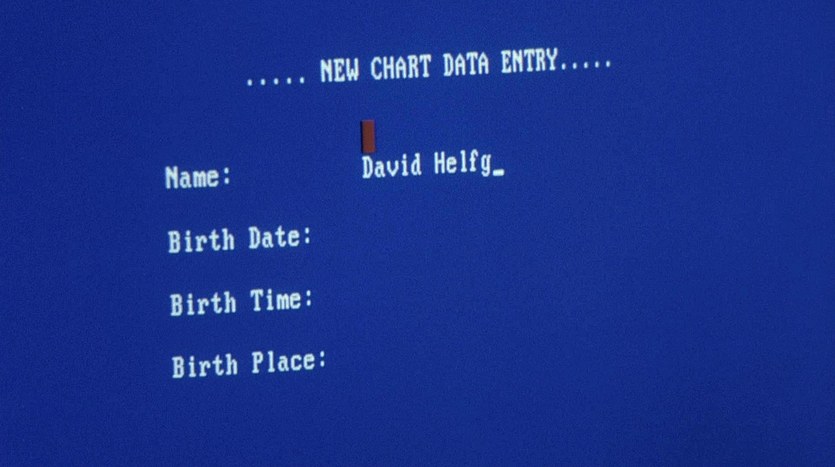 ..... NEW CHART DATA ENTRY.....
Name: David Helfg_
Birth Date:
Birth Time:
Birth Place: